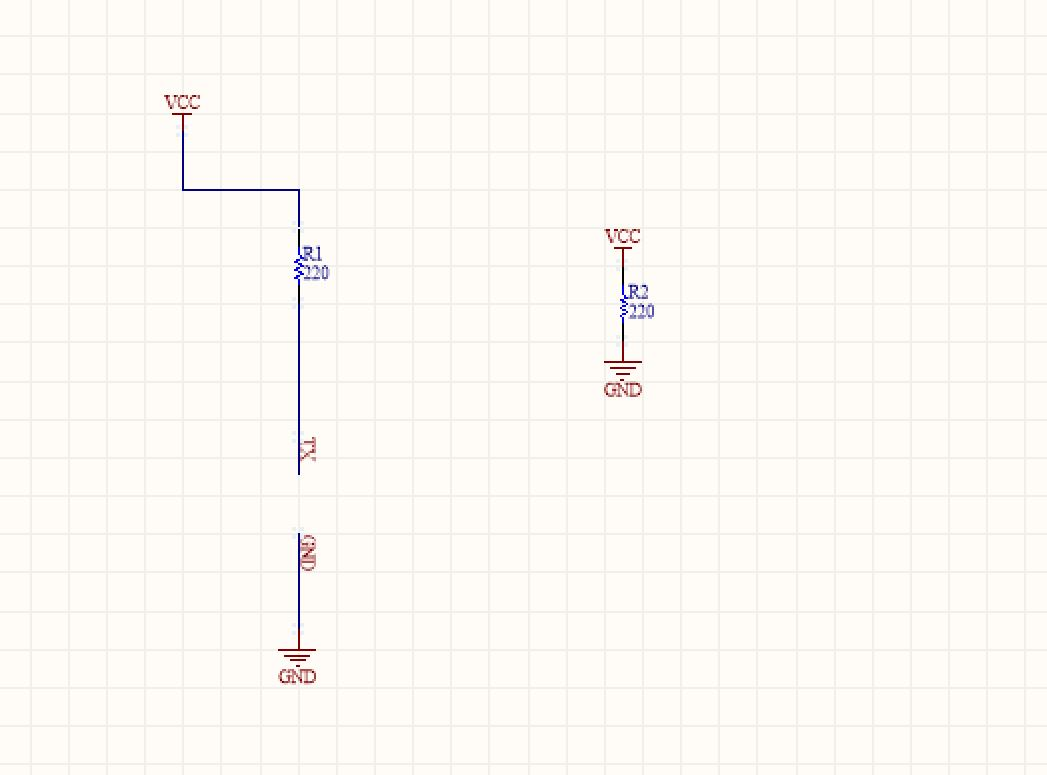 VCC
R1
220
TX
GND
GND
VCC
R2
220
GND